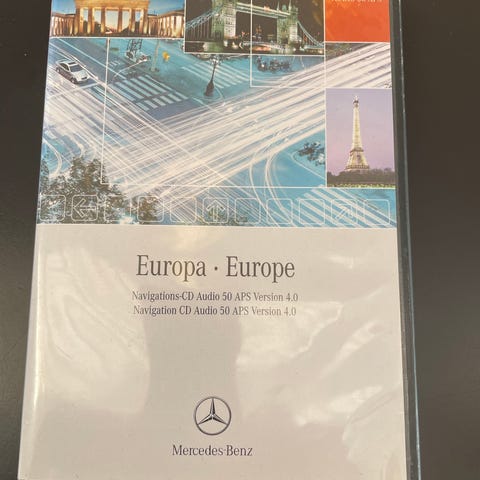 Europa · Europe
Navigations-CD Audio 50 APS Version 4.0
Navigation CD Audio 50 APS Version 4.0
Mercedes-Benz